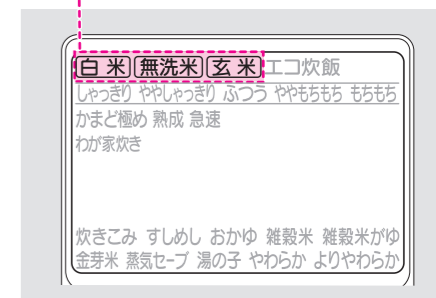 白米 無洗米 玄米 エコ炊飯
しゃっきり ややしゃっきり ふつう ややもちもち もちもち
かまど極め 熟成 急速
わが家炊き
炊きこみ すしめし おかゆ 雑穀米 雑穀米がゆ
金芽米 蒸気セーブ 湯の子 やわらか よりやわらか